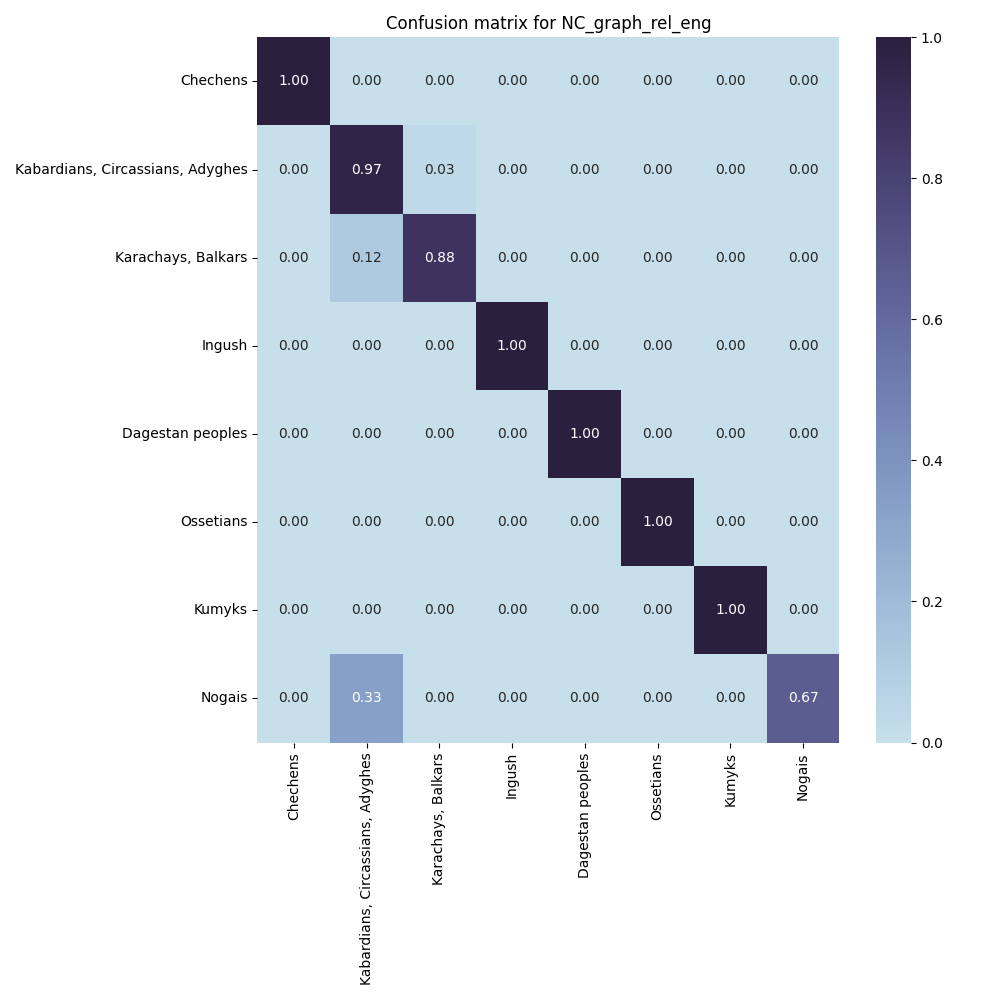 Confusion matrix for NC_graph_rel_eng
Chechens 1.00 0.00 0.00 0.00 0.00 0.00 0.00 0.00
Kabardians, Circassians, Adyghes 0.00 0.97 0.03 0.00 0.00 0.00 0.00 0.00
Karachays, Balkars 0.00 0.12 0.88 0.00 0.00 0.00 0.00 0.00
Ingush 0.00 0.00 0.00 1.00 0.00 0.00 0.00 0.00
Dagestan peoples 0.00 0.00 0.00 0.00 1.00 0.00 0.00 0.00
Ossetians 0.00 0.00 0.00 0.00 0.00 1.00 0.00 0.00
Kumyks 0.00 0.00 0.00 0.00 0.00 0.00 1.00 0.00
Nogais 0.00 0.33 0.00 0.00 0.00 0.00 0.00 0.67
Chechens
Kabardians, Circassians, Adyghes
Karachays, Balkars
Ingush
Dagestan peoples
Ossetians
Kumyks
Nogais
1.0
0.8
0.6
0.4
0.2
0.0